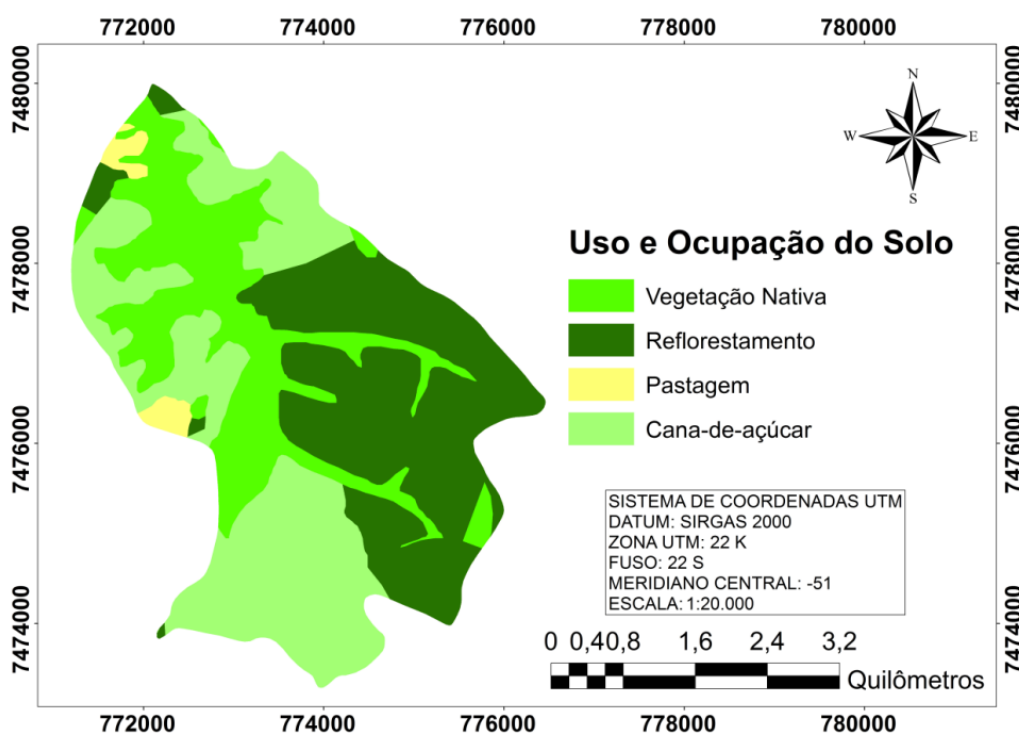 772000 774000 776000 778000 780000
7480000 7480000
N
W E
S
Uso e Ocupação do Solo
7478000 7478000
Vegetação Nativa
Reflorestamento
Pastagem
Cana-de-açúcar
7476000 7476000
SISTEMA DE COORDENADAS UTM
DATUM: SIRGAS 2000
ZONA UTM: 22 K
FUSO: 22 S
MERIDIANO CENTRAL: -51
ESCALA: 1:20.000
7474000 7474000
0 0,40,8 1,6 2,4 3,2
Quilômetros
772000 774000 776000 778000 780000